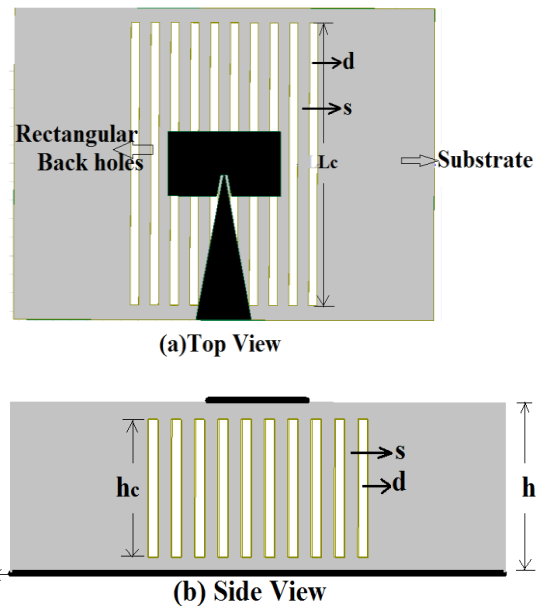 d
s
Rectangular
Back holes
Lc
Substrate
(a)Top View
s
hc
d
h
(b) Side View